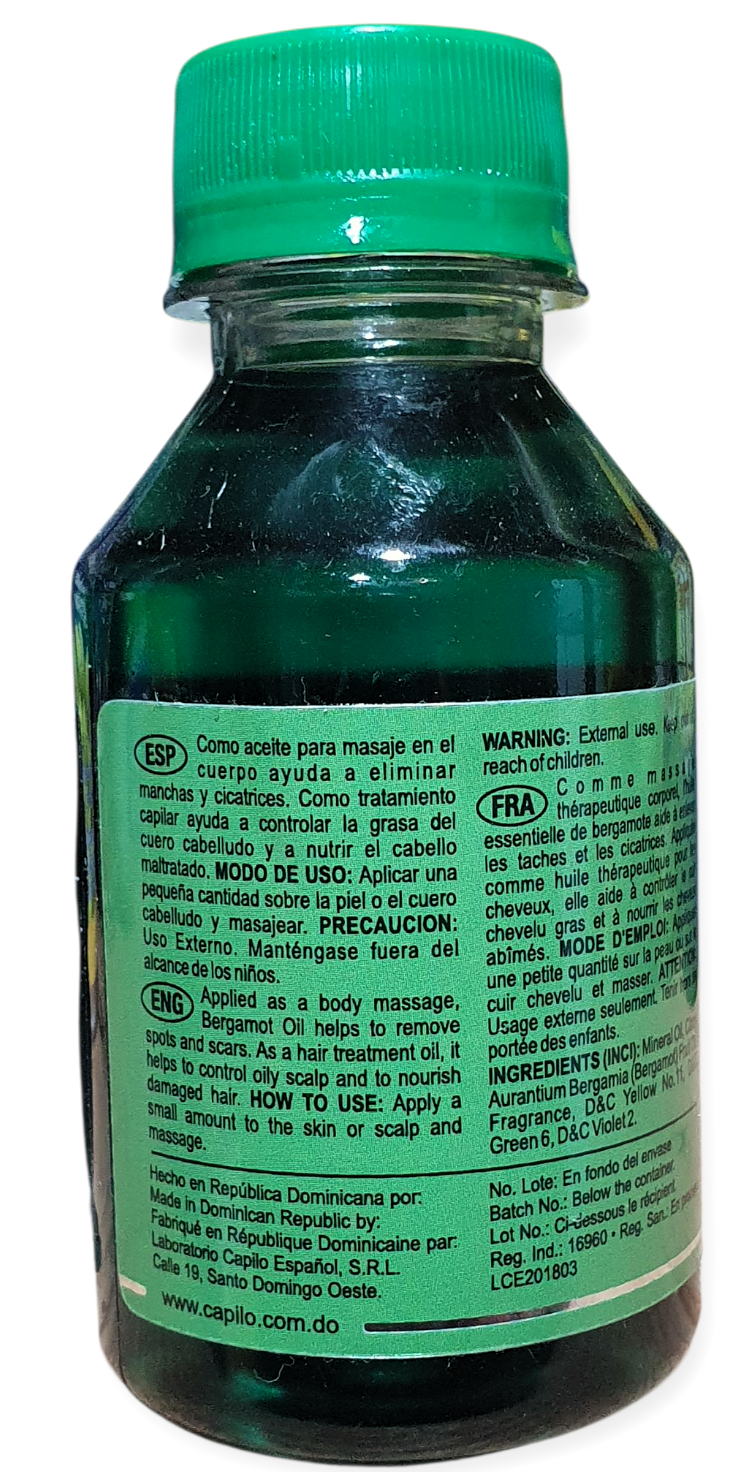 ESP Como aceite para masaje en el
cuerpo ayuda a eliminar
manchas y cicatrices. Como tratamiento
capilar ayuda a controlar la grasa del
cuero cabelludo y a nutrir el cabello
maltratado. MODO DE USO: Aplicar una
pequeña cantidad sobre la piel o el cuero
cabelludo y masajear. PRECAUCION:
Uso Externo. Manténgase fuera del
alcance de los niños.
ENG Applied as a body massage,
Bergamot Oil helps to remove
spots and scars. As a hair treatment oil, it
helps to control oily scalp and to nourish
damaged hair. HOW TO USE: Apply a
small amount to the skin or scalp and
massage.
WARNING: External use. Keep
reach of children.
FRA Comme
thérapeutique corporel,
essentielle de bergamote aide à
les taches et les cicatrices.
comme huile thérapeutique pour
cheveux, elle aide à contrôler le
chevelu gras et à nourrir les
abîmés. MODE D'EMPLOI:
une petite quantité sur la peau ou sur
cuir chevelu et masser.
Usage externe seulement. Tenir
portée des enfants.
INGREDIENTS (INCI): Mineral Oil,
Aurantium Bergamia (Bergamot)
Fragrance, D&C Yellow No.11,
Green 6, D&C Violet 2.
Hecho en República Dominicana por:
Made in Dominican Republic by:
Fabriqué en République Dominicaine par:
Laboratorio Capilo Español, S.R.L.
Calle 19, Santo Domingo Oeste.
www.capilo.com.do
No. Lote: En fondo del envase
Batch No.: Below the container.
Lot No.: Ci-dessous le récipient.
Reg. Ind.: 16960 • Reg. San.: En
LCE201803